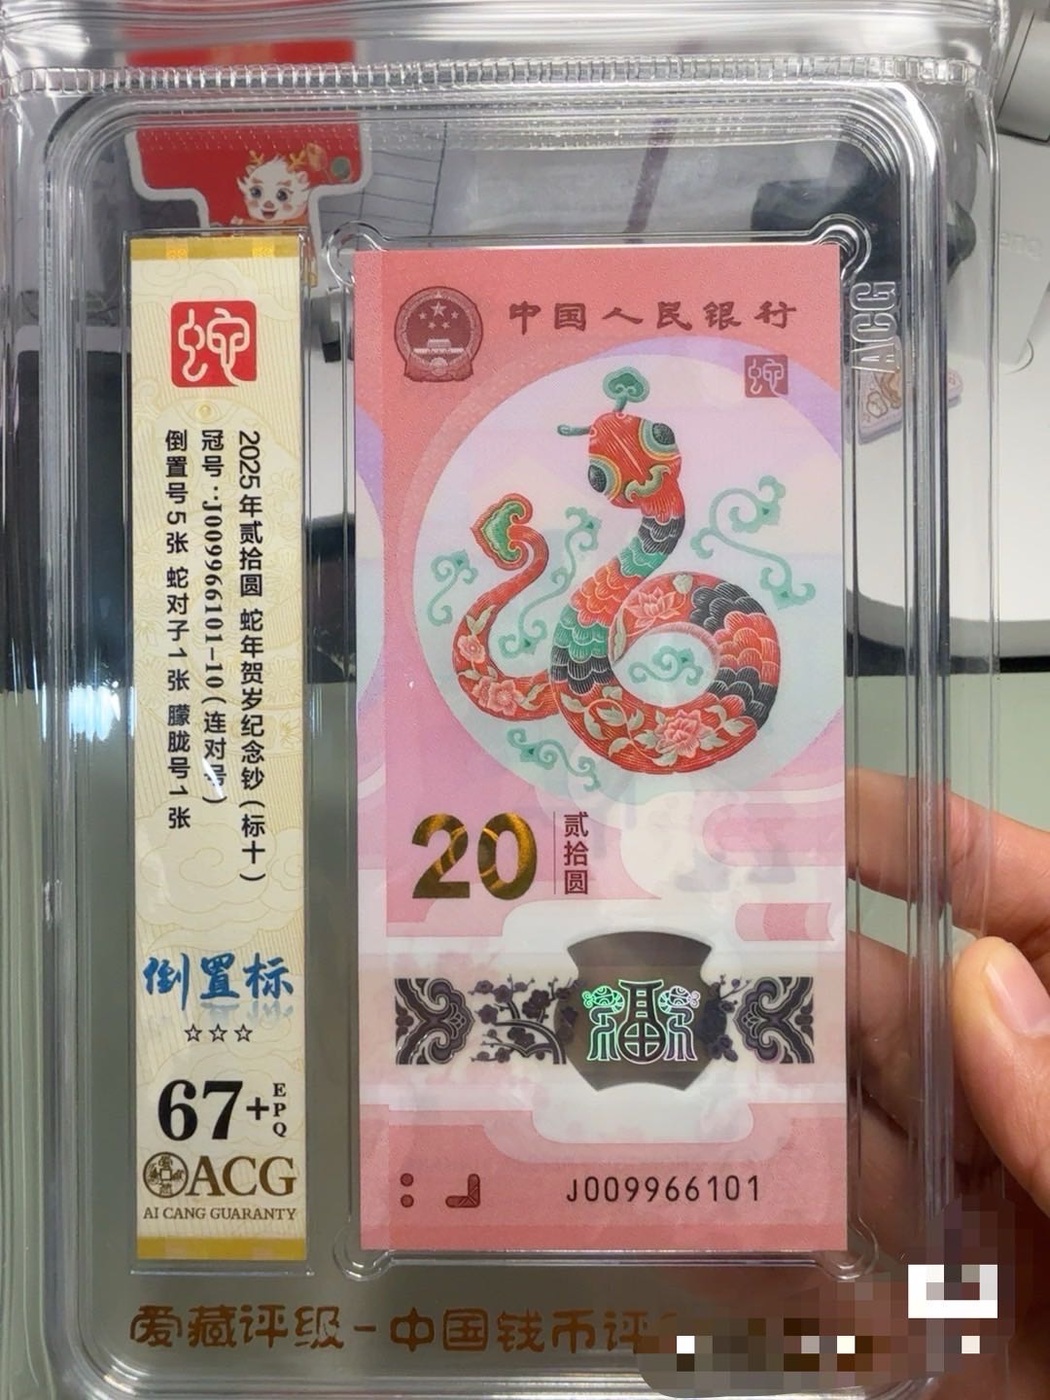 蛇
2025年贰拾圆 蛇年贺岁纪念钞(标十)
冠号:J009966101-10(连对号)
倒置号5张 蛇对子1张 朦胧号1张
倒置标
☆☆☆
67+EPQ
ACG
AI CANG GUARANTY
中国人民银行
蛇
20 贰拾圆
福
J009966101
ACG
爱藏评级-中国钱币评